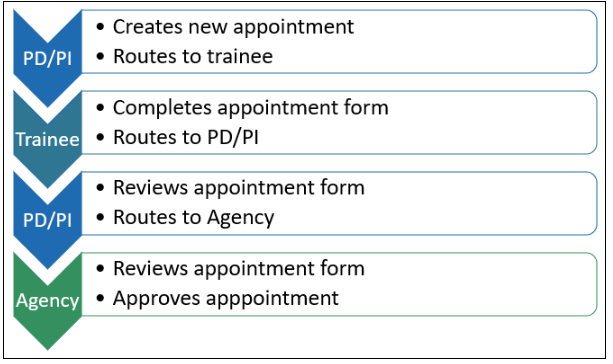 PD/PI
• Creates new appointment
• Routes to trainee
Trainee
• Completes appointment form
• Routes to PD/PI
PD/PI
• Reviews appointment form
• Routes to Agency
Agency
• Reviews appointment form
• Approves apppointment